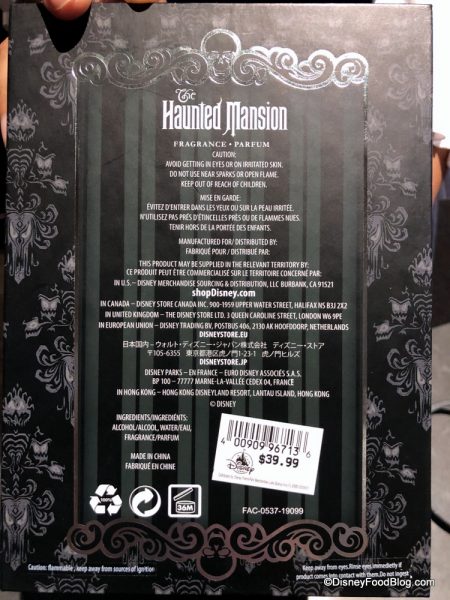 The
Haunted Mansion
FRAGRANCE • PARFUM
CAUTION:
AVOID GETTING IN EYES OR ON IRRITATED SKIN.
DO NOT USE NEAR SPARKS OR OPEN FLAME.
KEEP OUT OF REACH OF CHILDREN.
MISE EN GARDE:
ÉVITEZ D'ENTRER DANS LES YEUX OU SUR LA PEAU IRRITÉE.
N'UTILISEZ PAS PRÉS D'ÉTINCELLES OU DE FLAMMES NUES.
TENIR HORS DE LA PORTÉE DES ENFANTS.
MANUFACTURED FOR/ DISTRIBUTED BY:
FABRIQUÉ POUR / DISTRIBUÉ PAR:
THIS PRODUCT MAY BE SUPPLIED IN THE RELEVANT TERRITORY BY:
CE PRODUIT PEUT ÊTRE COMMERCIALISÉ SUR LE TERRITOIRE CONCERNÉ PAR:
IN U.S. – DISNEY MERCHANDISE SOURCING & DISTRIBUTION, LLC BURBANK, CA 91521
shopDisney.com
IN CANADA – DISNEY STORE CANADA INC. 900-1959 UPPER WATER STREET, HALIFAX NS B3J 2X2
IN UNITED KINGDOM – THE DISNEY STORE LTD. 3 QUEEN CAROLINE STREET, LONDON W6 9PE
IN EUROPEAN UNION – DISNEY TRADING BV, POSTBUS 406, 2130 AK HOOFDDORP, NETHERLANDS
DISNEYSTORE.EU
日本国内 - ウォルト・ディズニー・ジャパン株式会社 ディズニー・ストア
〒105-6355 東京都港区虎ノ門1-23-1 虎ノ門ヒルズ
DISNEYSTORE.JP
DISNEY PARKS – EN FRANCE – EURO DISNEY ASSOCIÉS S.A.S.
BP 100 – 77777 MARNE-LA-VALLÉE CEDEX 04, FRANCE
IN HONG KONG – HONG KONG DISNEYLAND RESORT, LANTAU ISLAND, HONG KONG
© DISNEY
INGREDIENTS/INGRÉDIENTS:
ALCOHOL/ALCOOL, WATER/EAU,
FRAGRANCE/PARFUM
MADE IN CHINA
FABRIQUÉ EN CHINE
4 00909 96713 6
Disney
$39.99
36M
FAC-0537-19099
Caution: flammable , keep away from sources of ignition
Keep away from eyes.Rinse eyes immedietly if
product comes into contact with them.
©DisneyFoodBlog.com